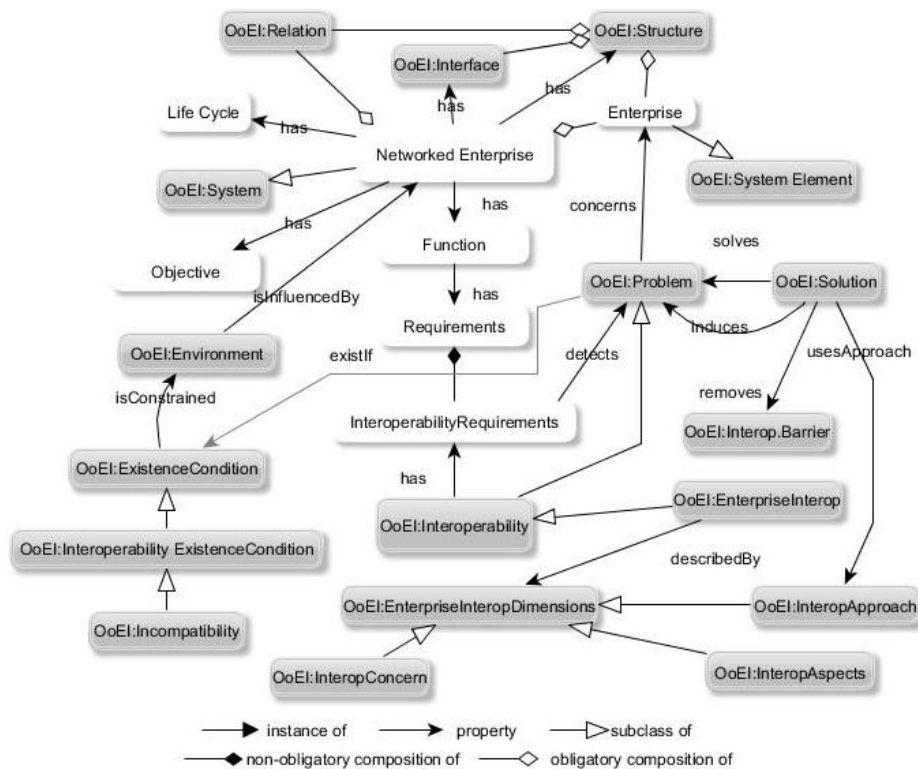 OoEI:Relation
OoEI:Structure
OoEI:Interface
has
has
Life Cycle
has
Enterprise
Networked Enterprise
OoEI:System
OoEI:System Element
has
concerns
has
Function
solves
Objective
isInfluencedBy
has
OoEI:Problem
OoEI:Solution
Requirements
induces
OoEI:Environment
existIf
detects
usesApproach
isConstrained
removes
InteroperabilityRequirements
OoEI:Interop.Barrier
OoEI:ExistenceCondition
has
OoEI:EnterpriseInterop
OoEI:Interoperability
OoEI:Interoperability ExistenceCondition
describedBy
OoEI:EnterpriseInteropDimensions
OoEI:InteropApproach
OoEI:Incompatibility
OoEI:InteropConcern
OoEI:InteropAspects
instance of
property
subclass of
non-obligatory composition of
obligatory composition of